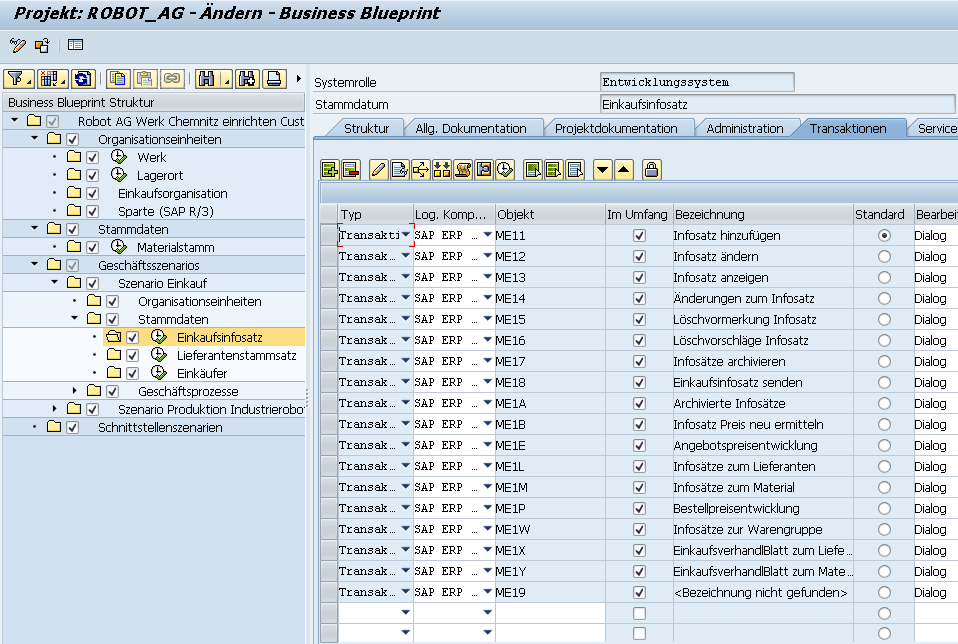 Projekt: ROBOT_AG - Ändern - Business Blueprint
Business Blueprint Struktur
Robot AG Werk Chemnitz einrichten Cust
Organisationseinheiten
Werk
Lagerort
Einkaufsorganisation
Sparte (SAP R/3)
Stammdaten
Materialstamm
Geschäftsszenarios
Szenario Einkauf
Organisationseinheiten
Stammdaten
Einkaufsinfosatz
Lieferantenstammsatz
Einkäufer
Geschäftsprozesse
Szenario Produktion Industrierobo
Schnittstellenszenarien
Systemrolle Entwicklungssystem
Stammdatum Einkaufsinfosatz
Struktur Allg. Dokumentation Projektdokumentation Administration Transaktionen Service
Typ Log. Komp... Objekt Im Umfang Bezeichnung Standard Bearbei
Transakti SAP ERP ... ME11 Infosatz hinzufügen Dialog
Transak... SAP ERP ... ME12 Infosatz ändern Dialog
Transak... SAP ERP ... ME13 Infosatz anzeigen Dialog
Transak... SAP ERP ... ME14 Änderungen zum Infosatz Dialog
Transak... SAP ERP ... ME15 Löschvormerkung Infosatz Dialog
Transak... SAP ERP ... ME16 Löschvorschläge Infosatz Dialog
Transak... SAP ERP ... ME17 Infosätze archivieren Dialog
Transak... SAP ERP ... ME18 Einkaufsinfosatz senden Dialog
Transak... SAP ERP ... ME1A Archivierte Infosätze Dialog
Transak... SAP ERP ... ME1B Infosatz Preis neu ermitteln Dialog
Transak... SAP ERP ... ME1E Angebotspreisentwicklung Dialog
Transak... SAP ERP ... ME1L Infosätze zum Lieferanten Dialog
Transak... SAP ERP ... ME1M Infosätze zum Material Dialog
Transak... SAP ERP ... ME1P Bestellpreisentwicklung Dialog
Transak... SAP ERP ... ME1W Infosätze zur Warengruppe Dialog
Transak... SAP ERP ... ME1X EinkaufsverhandlBlatt zum Liefe... Dialog
Transak... SAP ERP ... ME1Y EinkaufsverhandlBlatt zum Mate... Dialog
Transak... SAP ERP ... ME19 <Bezeichnung nicht gefunden> Dialog